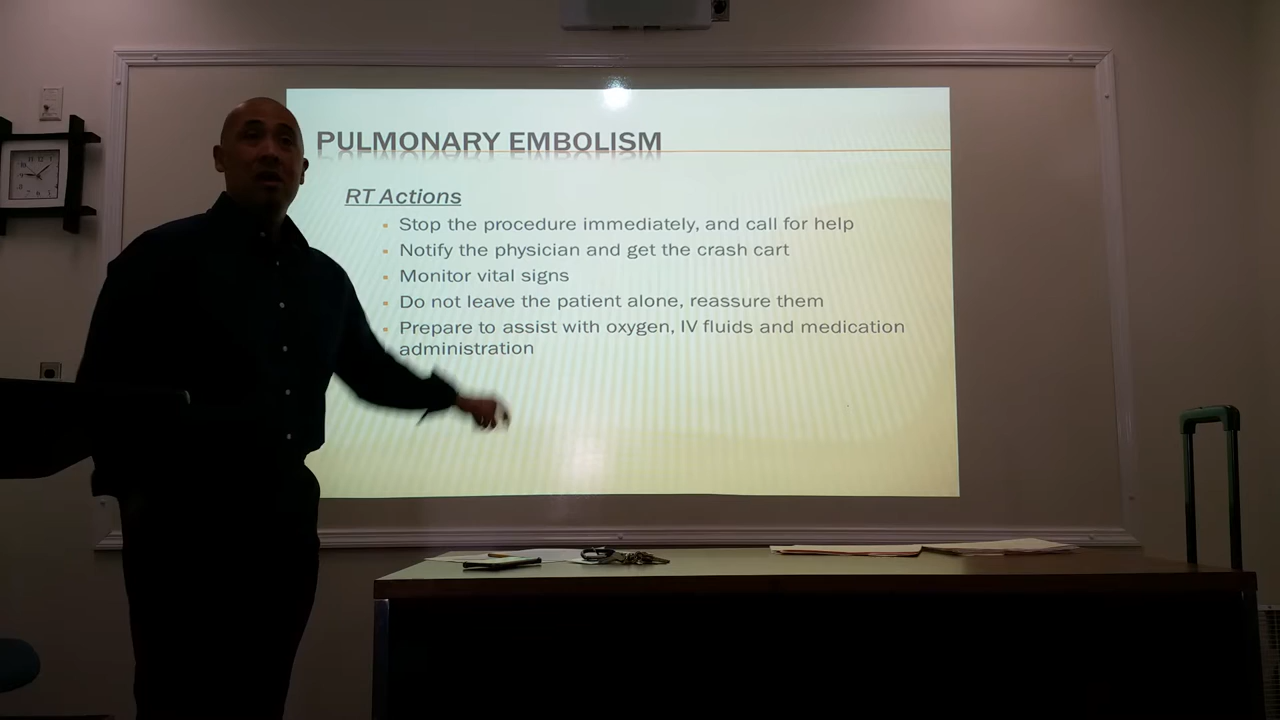 PULMONARY EMBOLISM
RT Actions
Stop the procedure immediately, and call for help
Notify the physician and get the crash cart
Monitor vital signs
Do not leave the patient alone, reassure them
Prepare to assist with oxygen, IV fluids and medication
administration